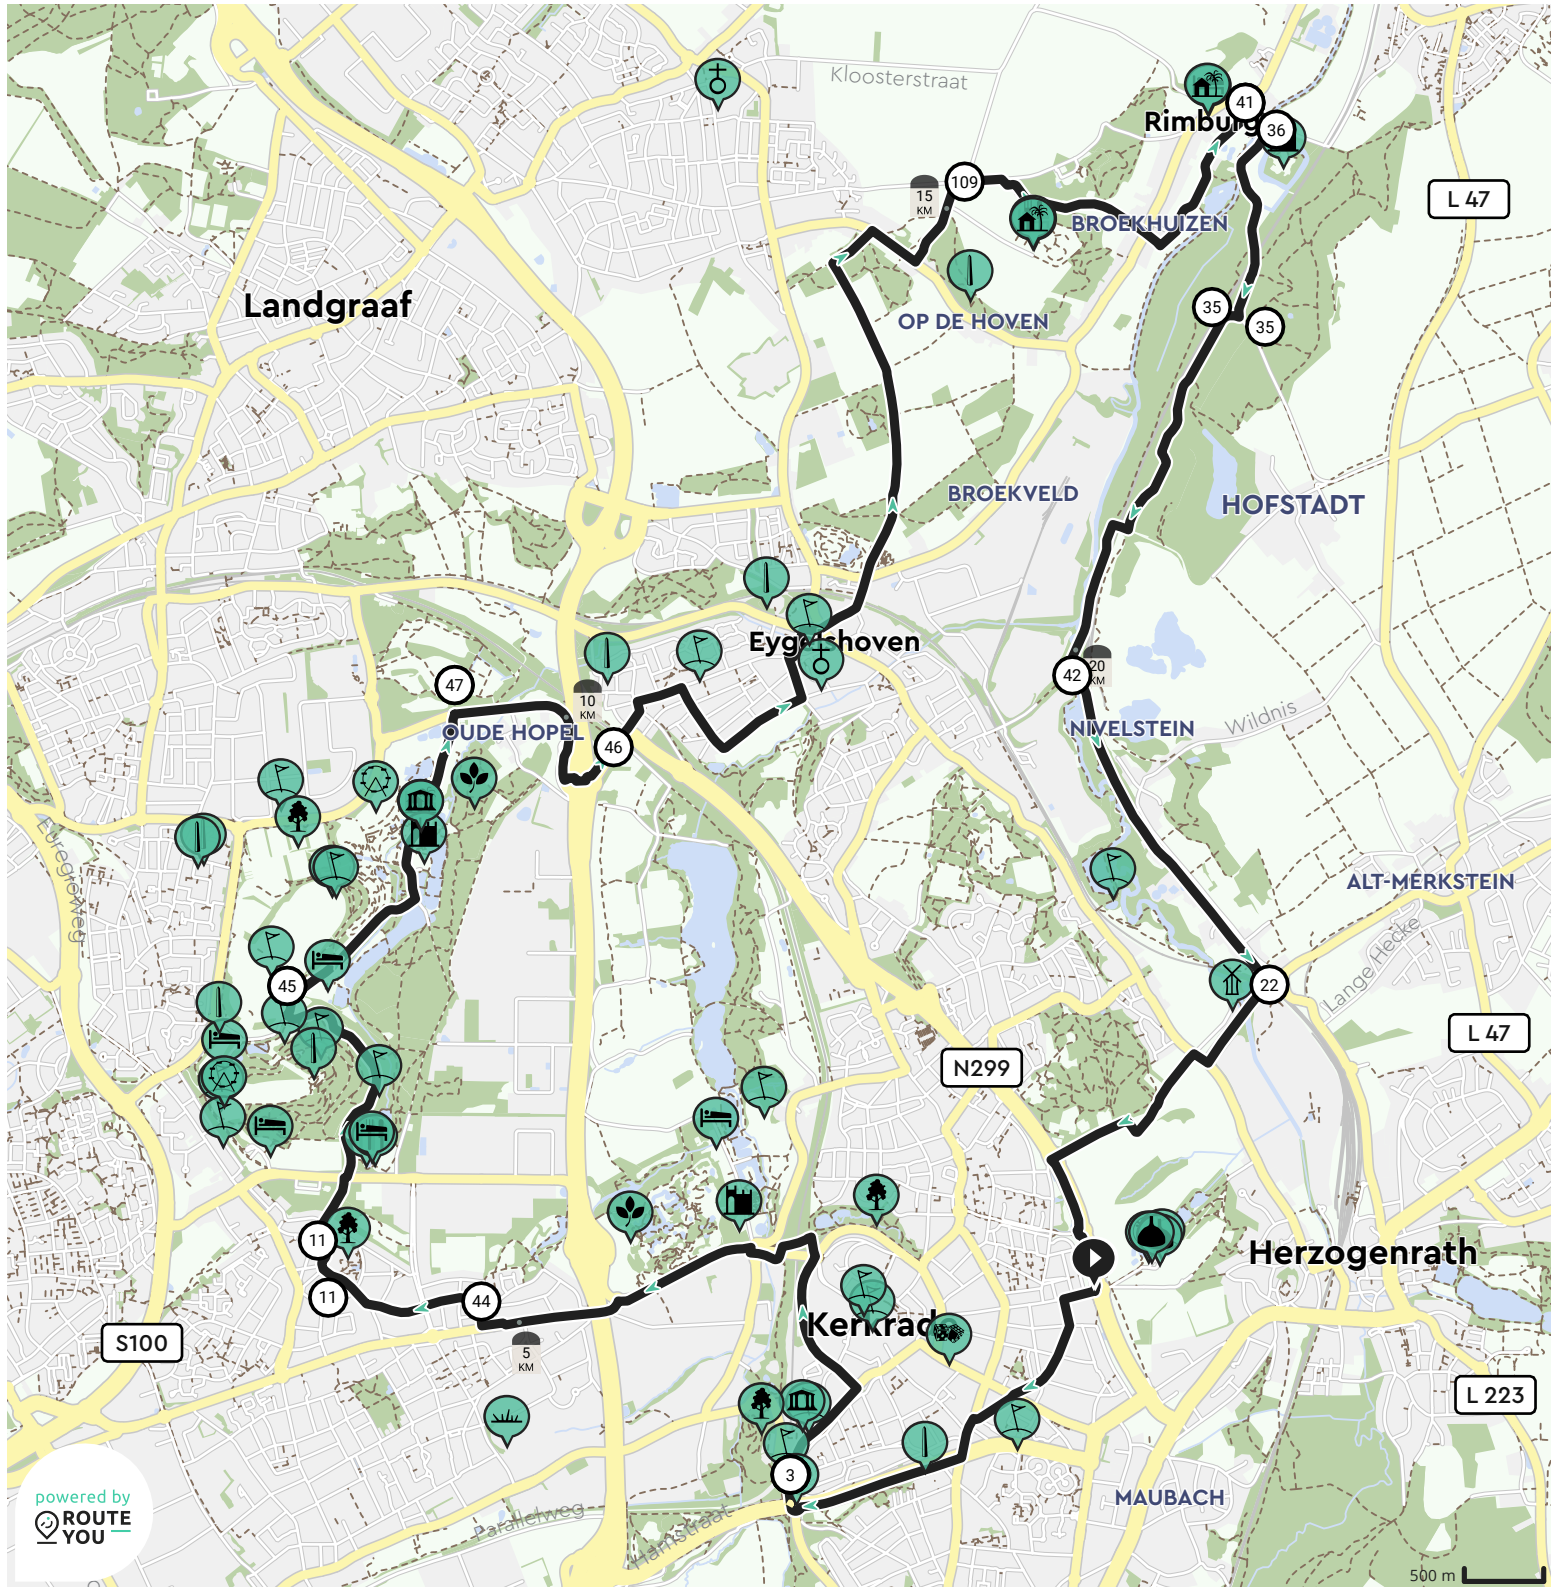 Kloosterstraat
41
Rimburg
36
L 47
109
15
KM
BROEKHUIZEN
Landgraaf
35
35
OP DE HOVEN
BROEKVELD
HOFSTADT
Eygelshoven
20
KM
42
47
10
KM
OUDE HOPEL
46
NIVELSTEIN
Wildnis
Euregioweg
ALT-MERKSTEIN
Lange Hecke
45
22
L 47
N299
11
Herzogenrath
11
44
Kerkrade
S100
5
KM
L 223
3
MAUBACH
powered by
ROUTE
YOU
Parallelweg
Hamstraat
500 m